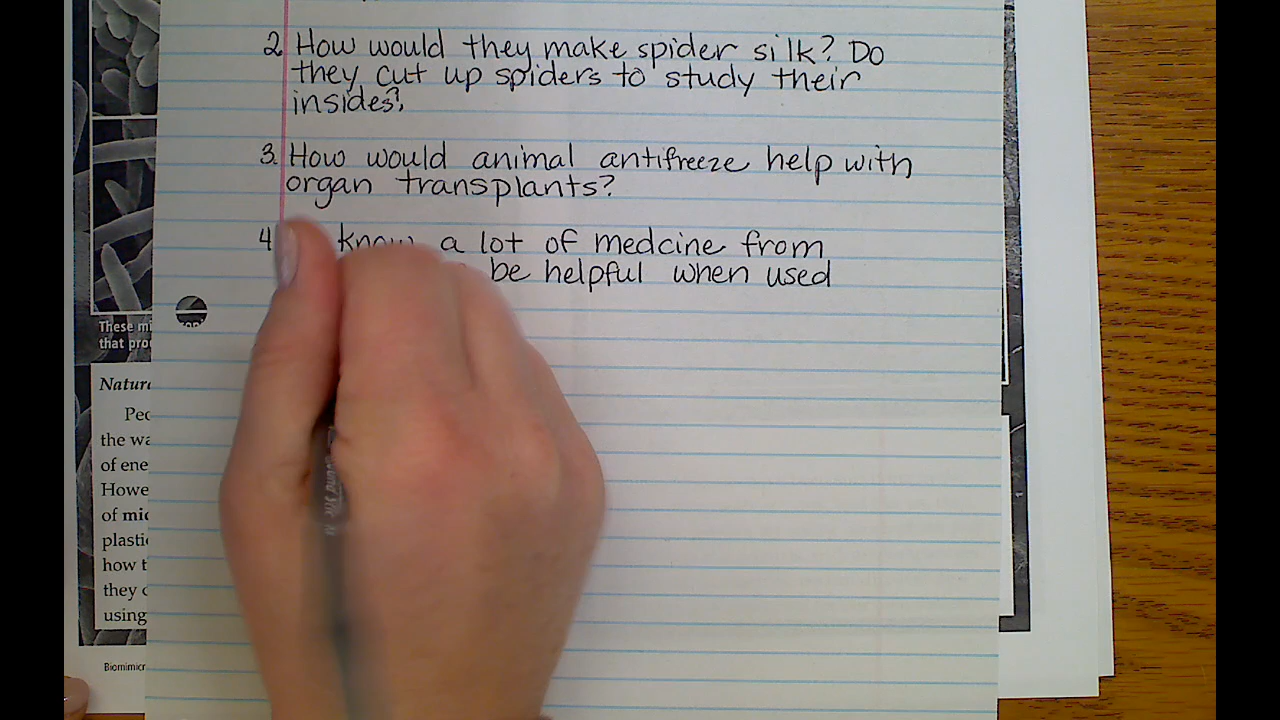 2. How would they make spider silk? Do
they cut up spiders to study their
insides?
3. How would animal antifreeze help with
organ transplants?
4. know a lot of medcine from
be helpful when used
These mi
that pro
Natur
Peo
the wa
of ene
Howe
of mic
plasti
how t
they c
using
Biomimicr